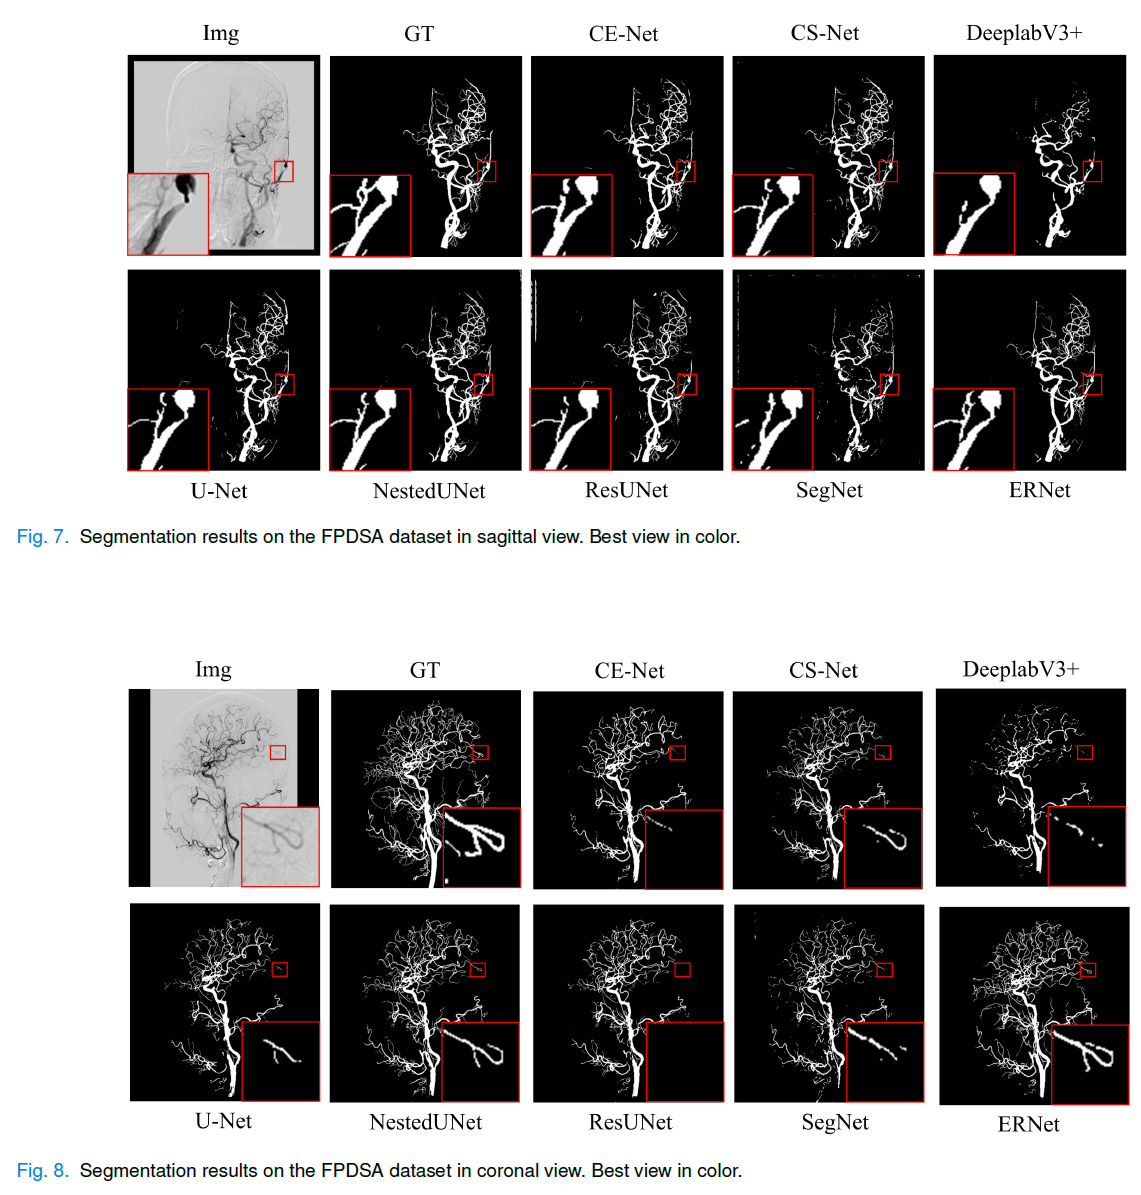 Img GT CE-Net CS-Net DeeplabV3+
U-Net NestedUNet ResUNet SegNet ERNet
Fig. 7. Segmentation results on the FPDSA dataset in sagittal view. Best view in color.
Img GT CE-Net CS-Net DeeplabV3+
U-Net NestedUNet ResUNet SegNet ERNet
Fig. 8. Segmentation results on the FPDSA dataset in coronal view. Best view in color.